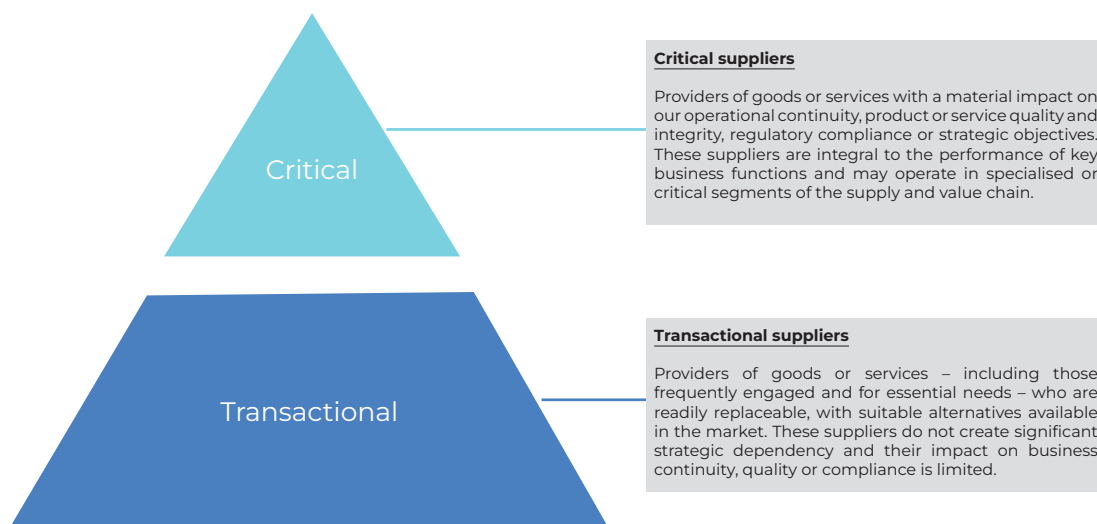 Critical
Critical suppliers
Providers of goods or services with a material impact on
our operational continuity, product or service quality and
integrity, regulatory compliance or strategic objectives.
These suppliers are integral to the performance of key
business functions and may operate in specialised or
critical segments of the supply and value chain.
Transactional
Transactional suppliers
Providers of goods or services – including those
frequently engaged and for essential needs – who are
readily replaceable, with suitable alternatives available
in the market. These suppliers do not create significant
strategic dependency and their impact on business
continuity, quality or compliance is limited.